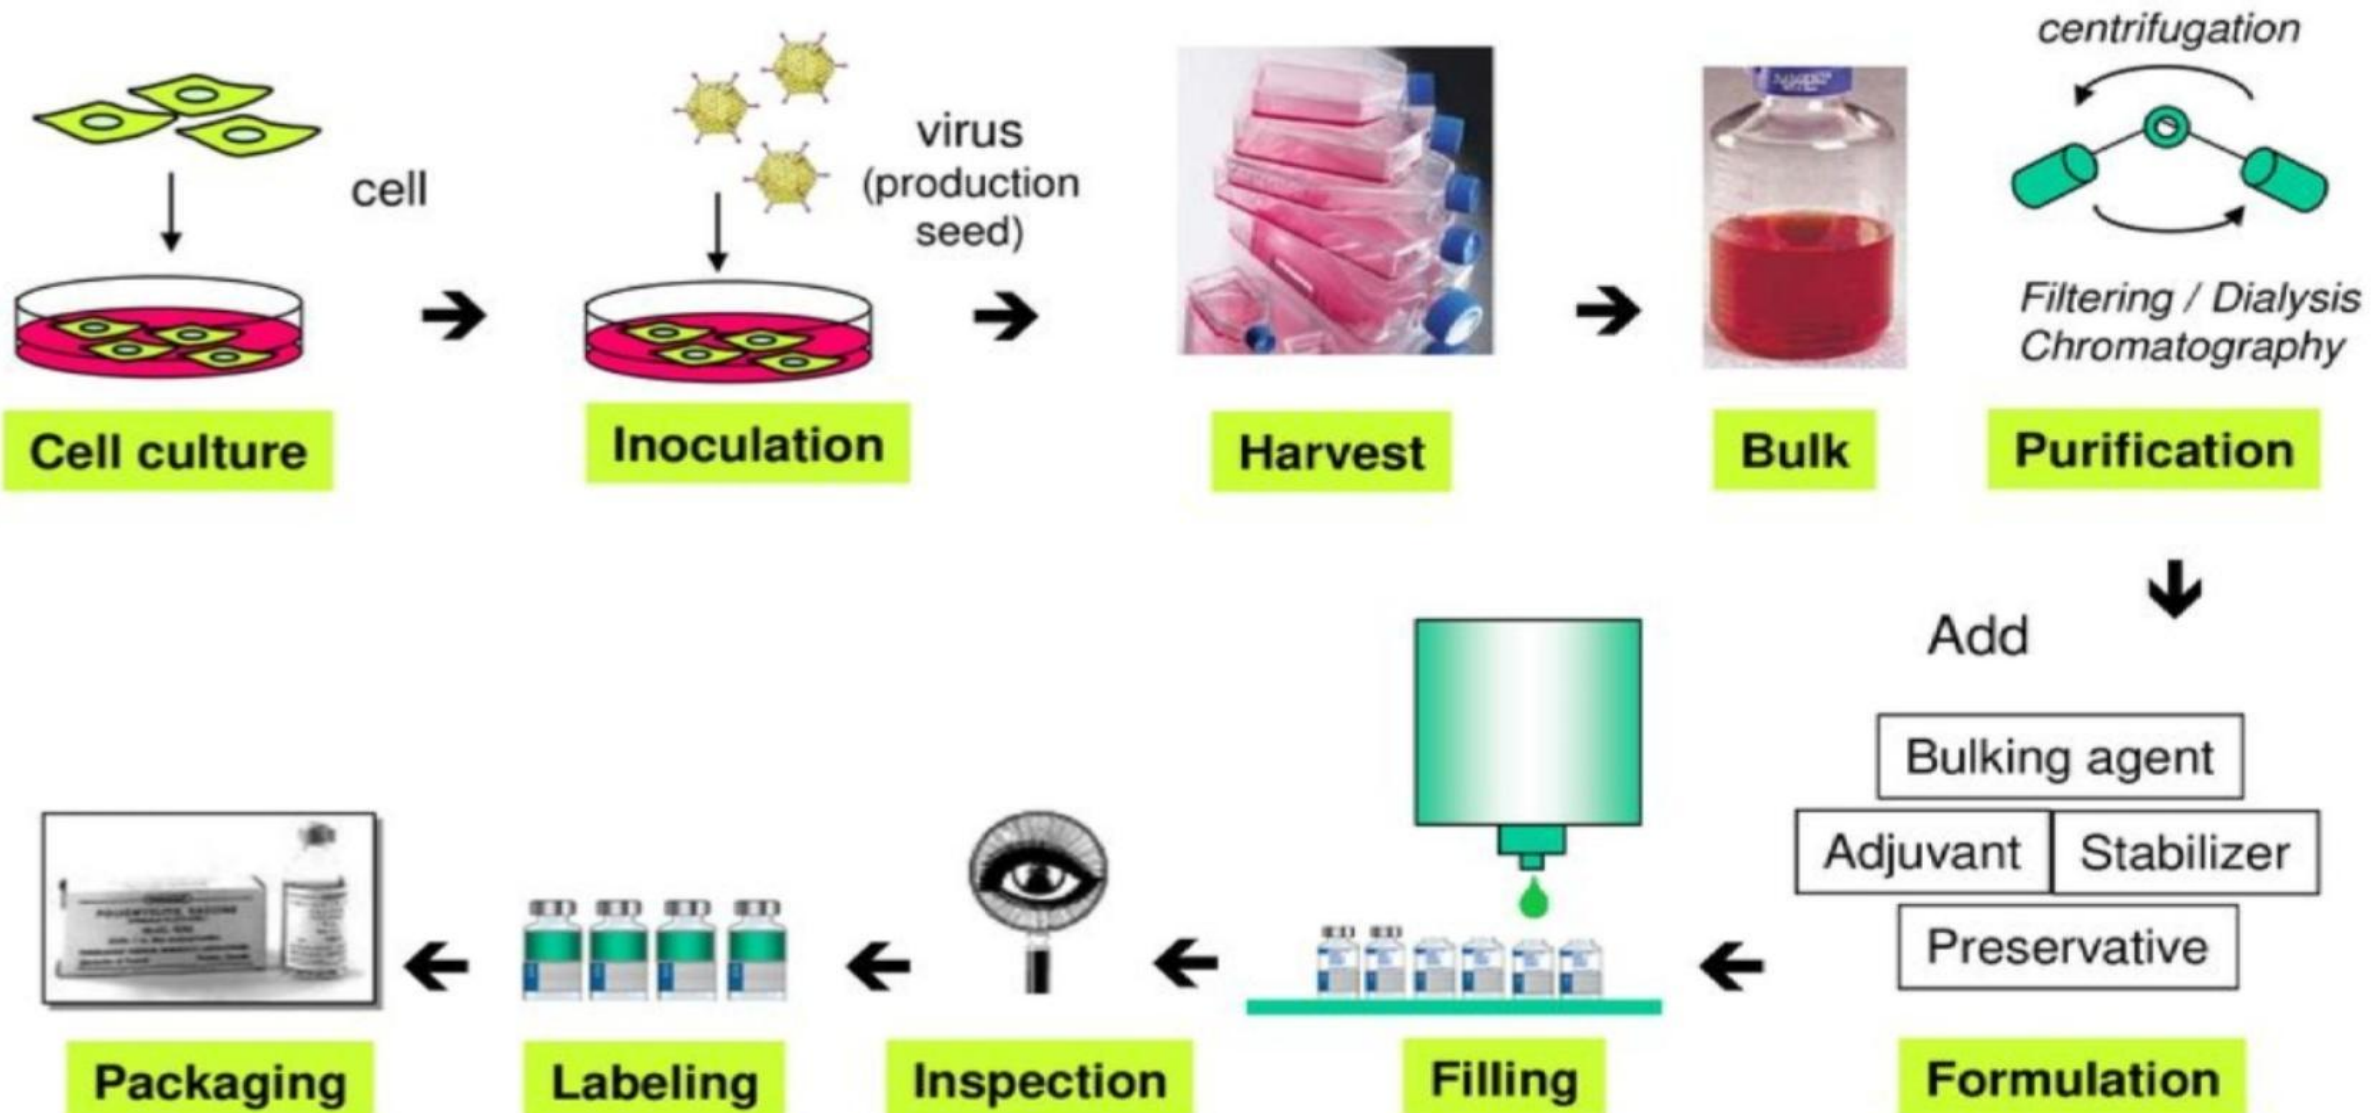 centrifugation
cell
virus
(production
seed)
Filtering / Dialysis
Chromatography
Cell culture
Inoculation
Harvest
Bulk
Purification
Add
Bulking agent
Adjuvant
Stabilizer
Preservative
Packaging
Labeling
Inspection
Filling
Formulation